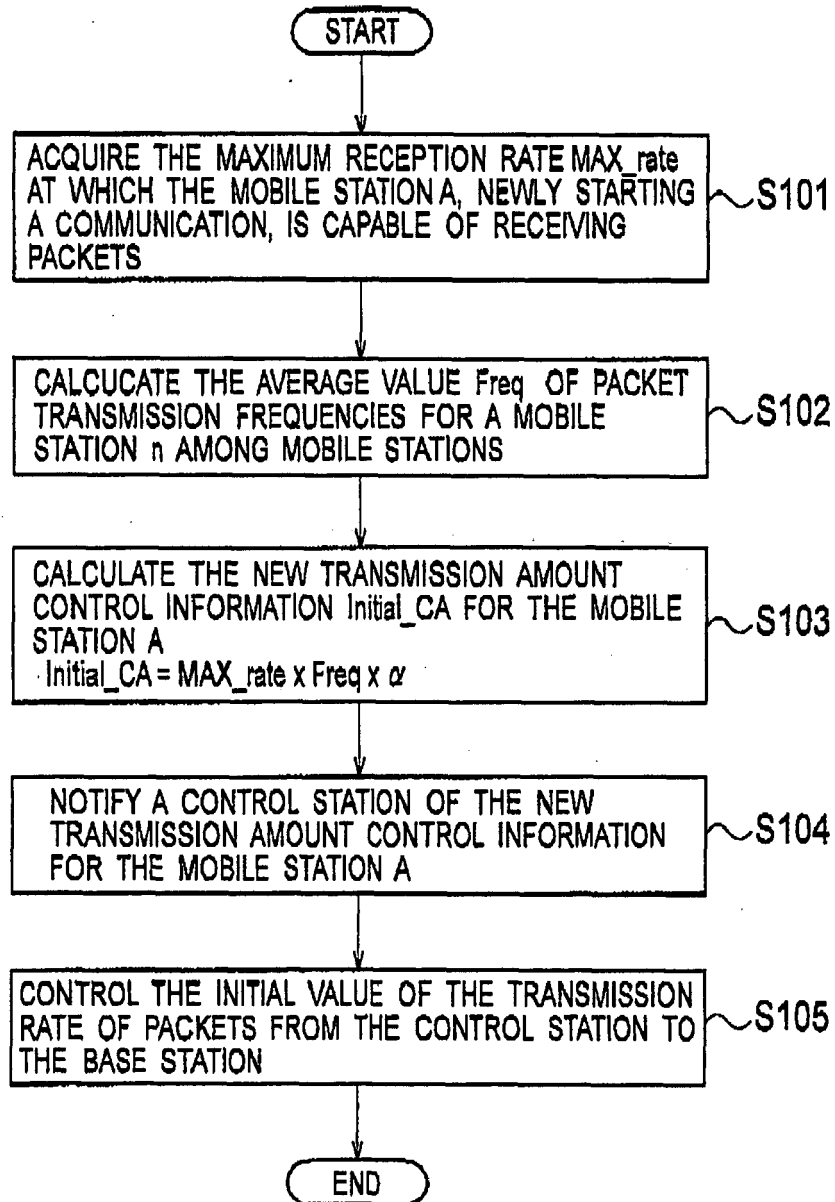 START
ACQUIRE THE MAXIMUM RECEPTION RATE MAX_rate
AT WHICH THE MOBILE STATION A, NEWLY STARTING
A COMMUNICATION, IS CAPABLE OF RECEIVING
PACKETS
S101
CALCUCATE THE AVERAGE VALUE Freq OF PACKET
TRANSMISSION FREQUENCIES FOR A MOBILE
STATION n AMONG MOBILE STATIONS
S102
CALCULATE THE NEW TRANSMISSION AMOUNT
CONTROL INFORMATION Initial_CA FOR THE MOBILE
STATION A
Initial_CA = MAX_rate x Freq x α
S103
NOTIFY A CONTROL STATION OF THE NEW
TRANSMISSION AMOUNT CONTROL INFORMATION
FOR THE MOBILE STATION A
S104
CONTROL THE INITIAL VALUE OF THE TRANSMISSION
RATE OF PACKETS FROM THE CONTROL STATION TO
THE BASE STATION
S105
END